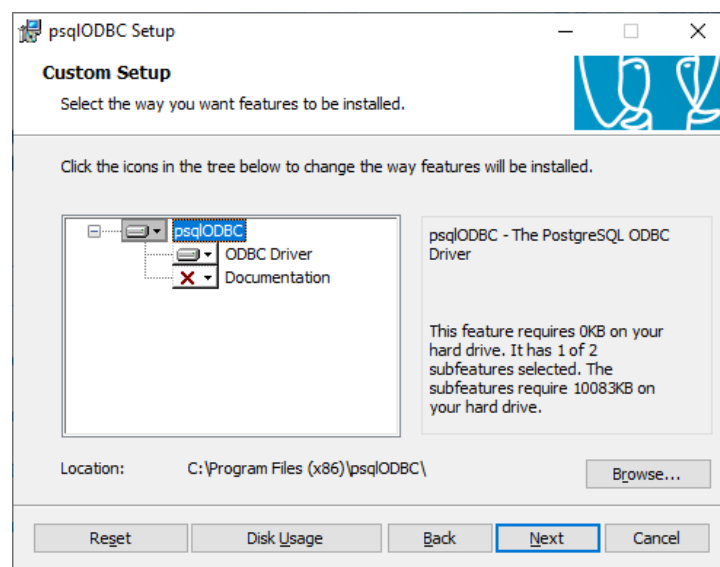 psqlODBC Setup
Custom Setup
Select the way you want features to be installed.
Click the icons in the tree below to change the way features will be installed.
psqlODBC
ODBC Driver
Documentation
psqlODBC - The PostgreSQL ODBC
Driver
This feature requires 0KB on your
hard drive. It has 1 of 2
subfeatures selected. The
subfeatures require 10083KB on
your hard drive.
Location: C:\Program Files (x86)\psqlODBC\
Browse...
Reset Disk Usage Back Next Cancel